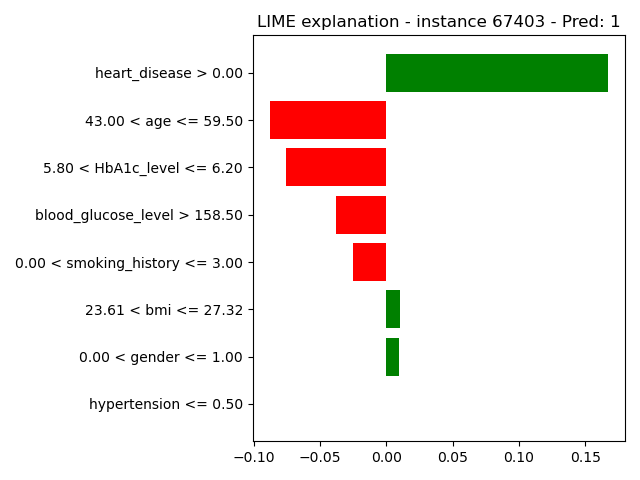 LIME explanation - instance 67403 - Pred: 1
heart_disease > 0.00
43.00 < age <= 59.50
5.80 < HbA1c_level <= 6.20
blood_glucose_level > 158.50
0.00 < smoking_history <= 3.00
23.61 < bmi <= 27.32
0.00 < gender <= 1.00
hypertension <= 0.50
−0.10 −0.05 0.00 0.05 0.10 0.15